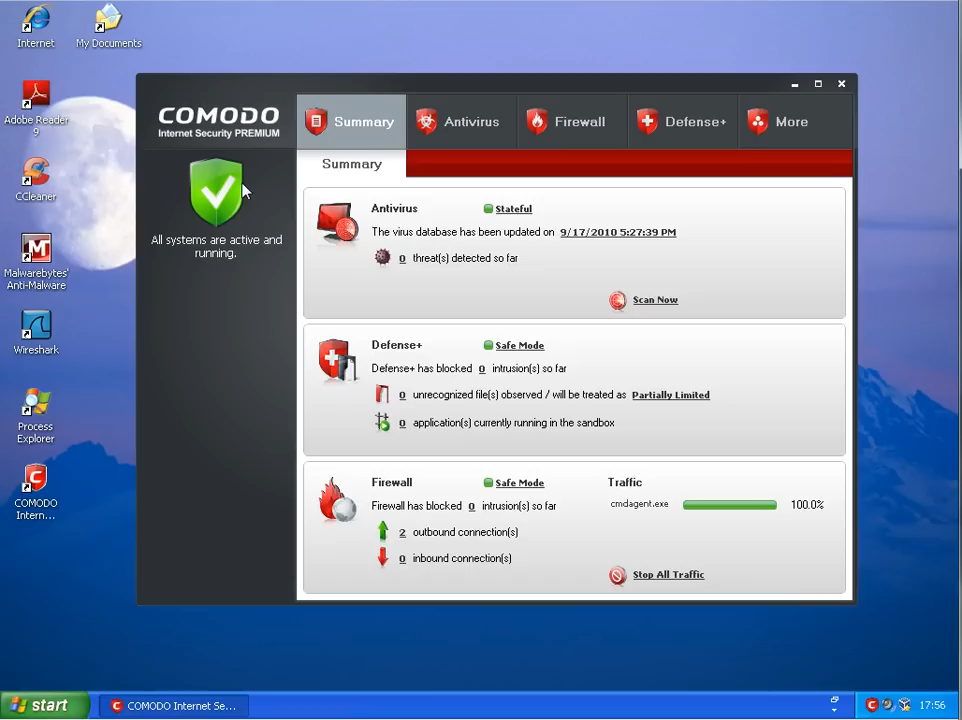 Internet
My Documents
Adobe Reader
9
CCleaner
Malwarebytes'
Anti-Malware
Wireshark
Process
Explorer
COMODO
Intern...
COMODO
Internet Security PREMIUM
Summary
Antivirus
Firewall
Defense+
More
Summary
All systems are active and
running.
Antivirus
Stateful
The virus database has been updated on 9/17/2010 5:27:39 PM
0 threat(s) detected so far
Scan Now
Defense+
Safe Mode
Defense+ has blocked 0 intrusion(s) so far
0 unrecognized file(s) observed / will be treated as Partially Limited
0 application(s) currently running in the sandbox
Firewall
Safe Mode
Traffic
Firewall has blocked 0 intrusion(s) so far
cmdagent.exe
100.0%
2 outbound connection(s)
0 inbound connection(s)
Stop All Traffic
start
COMODO Internet Se...
17:56